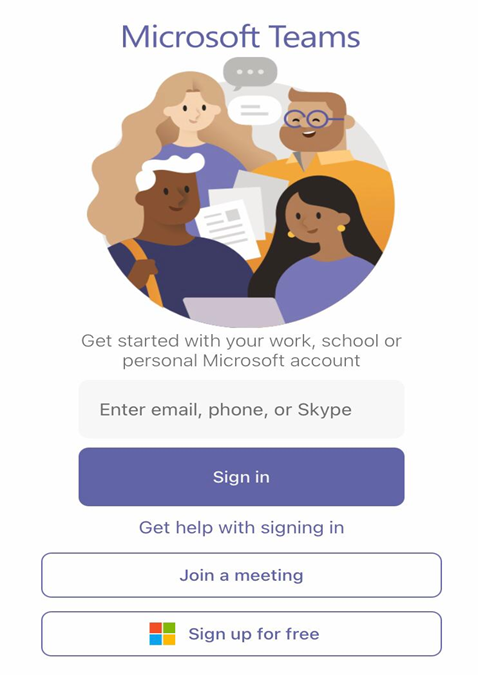 Microsoft Teams
Get started with your work, school or
personal Microsoft account
Enter email, phone, or Skype
Sign in
Get help with signing in
Join a meeting
Sign up for free